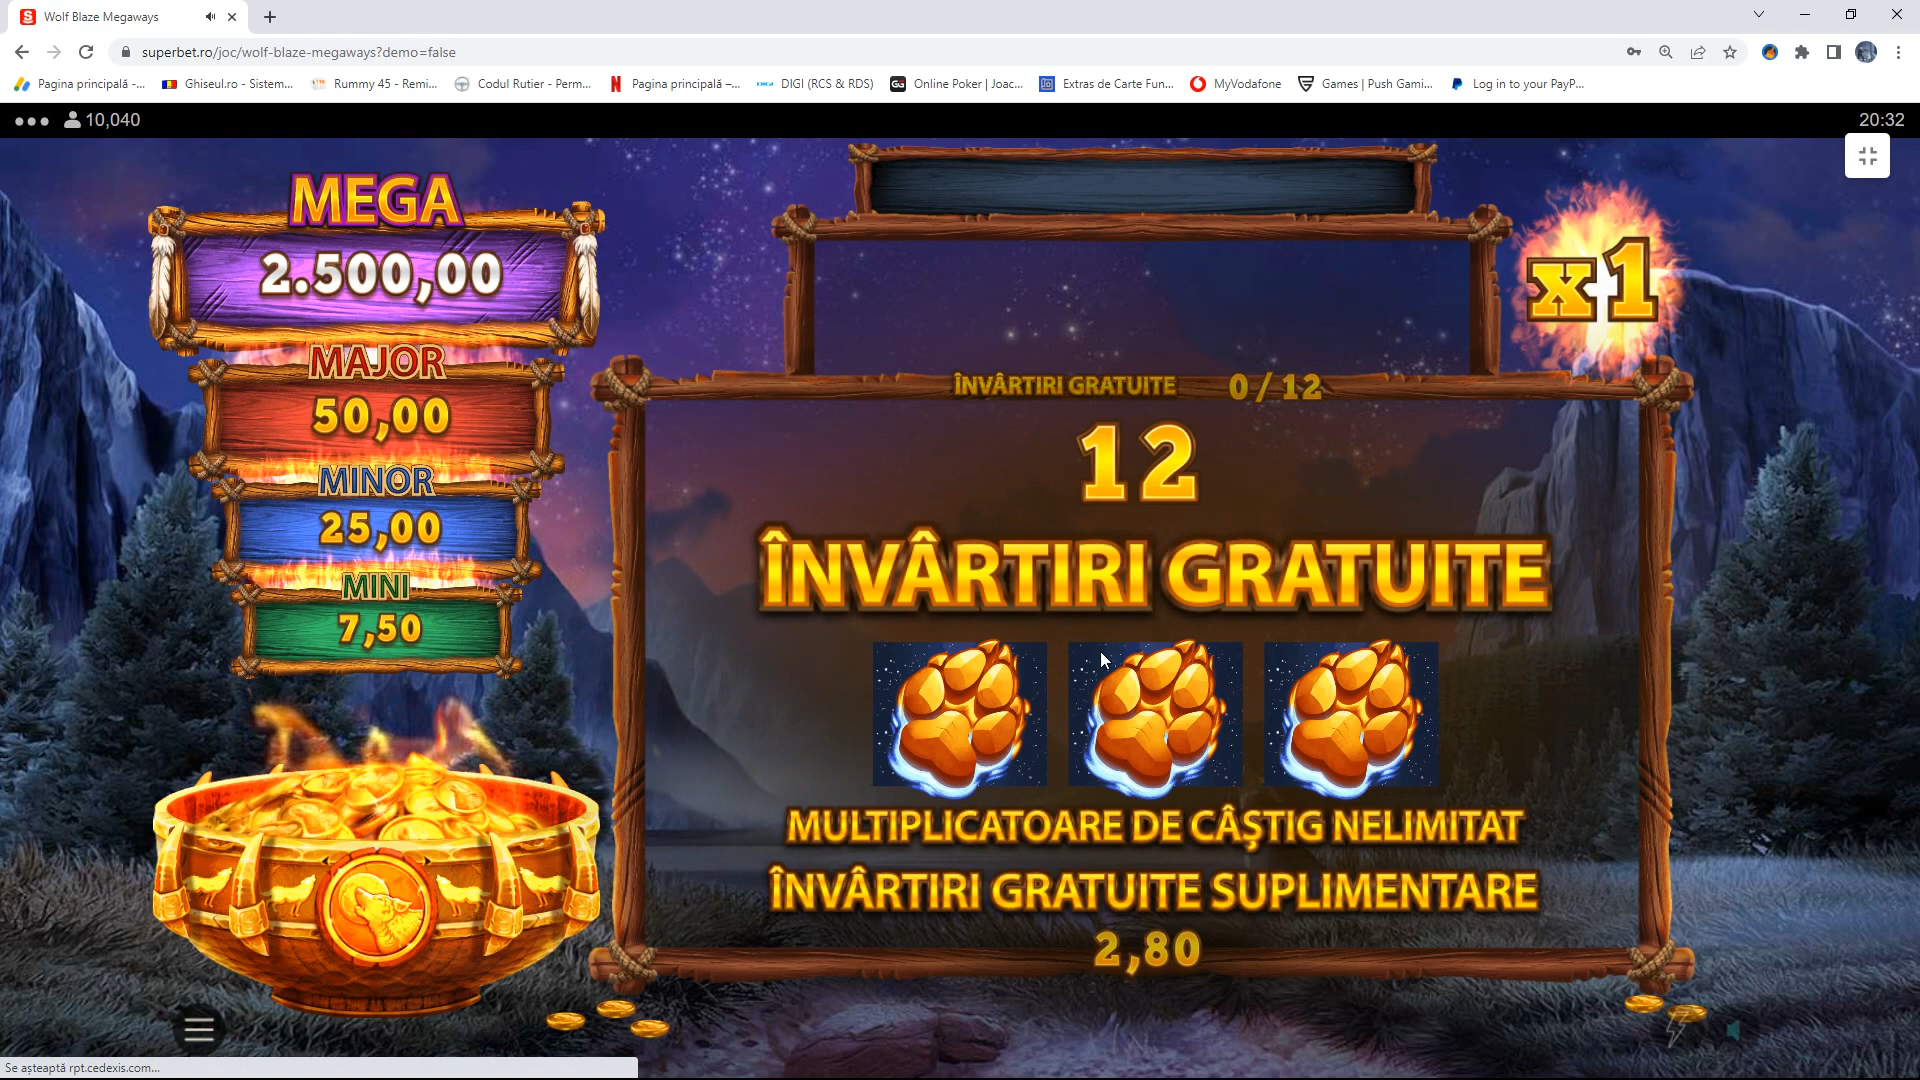 Wolf Blaze Megaways
superbet.ro/joc/wolf-blaze-megaways?demo=false
Pagina principală -...
Ghiseul.ro - Sistem...
Rummy 45 - Remi...
Codul Rutier - Perm...
Pagina principală –...
DIGI (RCS & RDS)
Online Poker | Joac...
Extras de Carte Fun...
MyVodafone
Games | Push Gami...
Log in to your PayP...
10,040
20:32
MEGA
2.500,00
MAJOR
50,00
MINOR
25,00
MINI
7,50
x1
ÎNVÂRTIRI GRATUITE 0/12
12
ÎNVÂRTIRI GRATUITE
MULTIPLICATOARE DE CÂŞTIG NELIMITAT
ÎNVÂRTIRI GRATUITE SUPLIMENTARE
2,80
Se așteaptă rpt.cedexis.com...